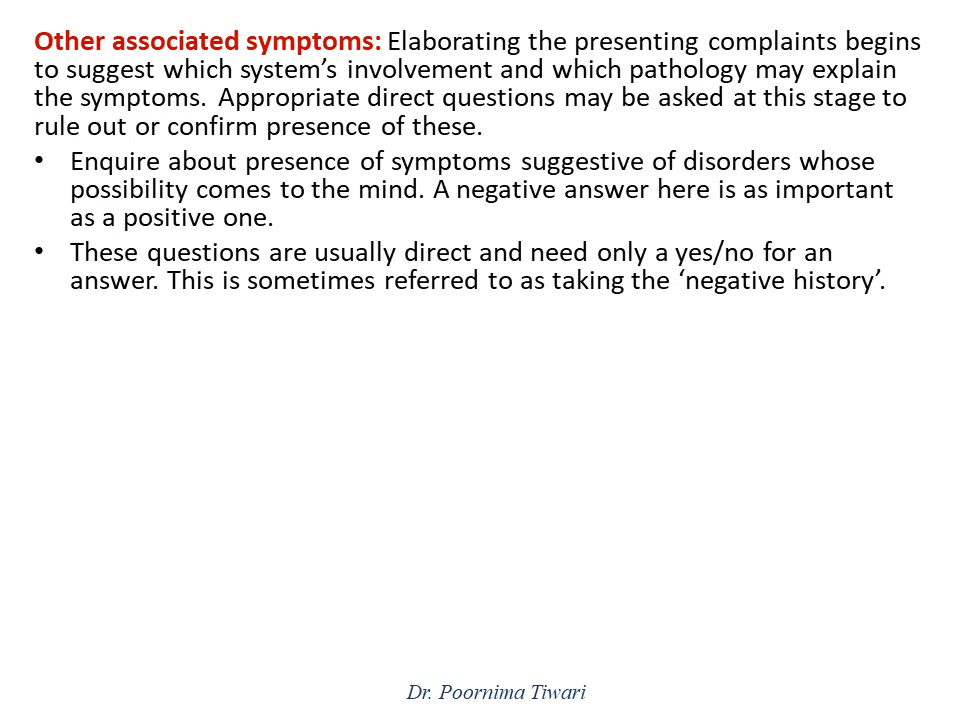 Other associated symptoms: Elaborating the presenting complaints begins
to suggest which system’s involvement and which pathology may explain
the symptoms. Appropriate direct questions may be asked at this stage to
rule out or confirm presence of these.
• Enquire about presence of symptoms suggestive of disorders whose
possibility comes to the mind. A negative answer here is as important
as a positive one.
• These questions are usually direct and need only a yes/no for an
answer. This is sometimes referred to as taking the ‘negative history’.
Dr. Poornima Tiwari